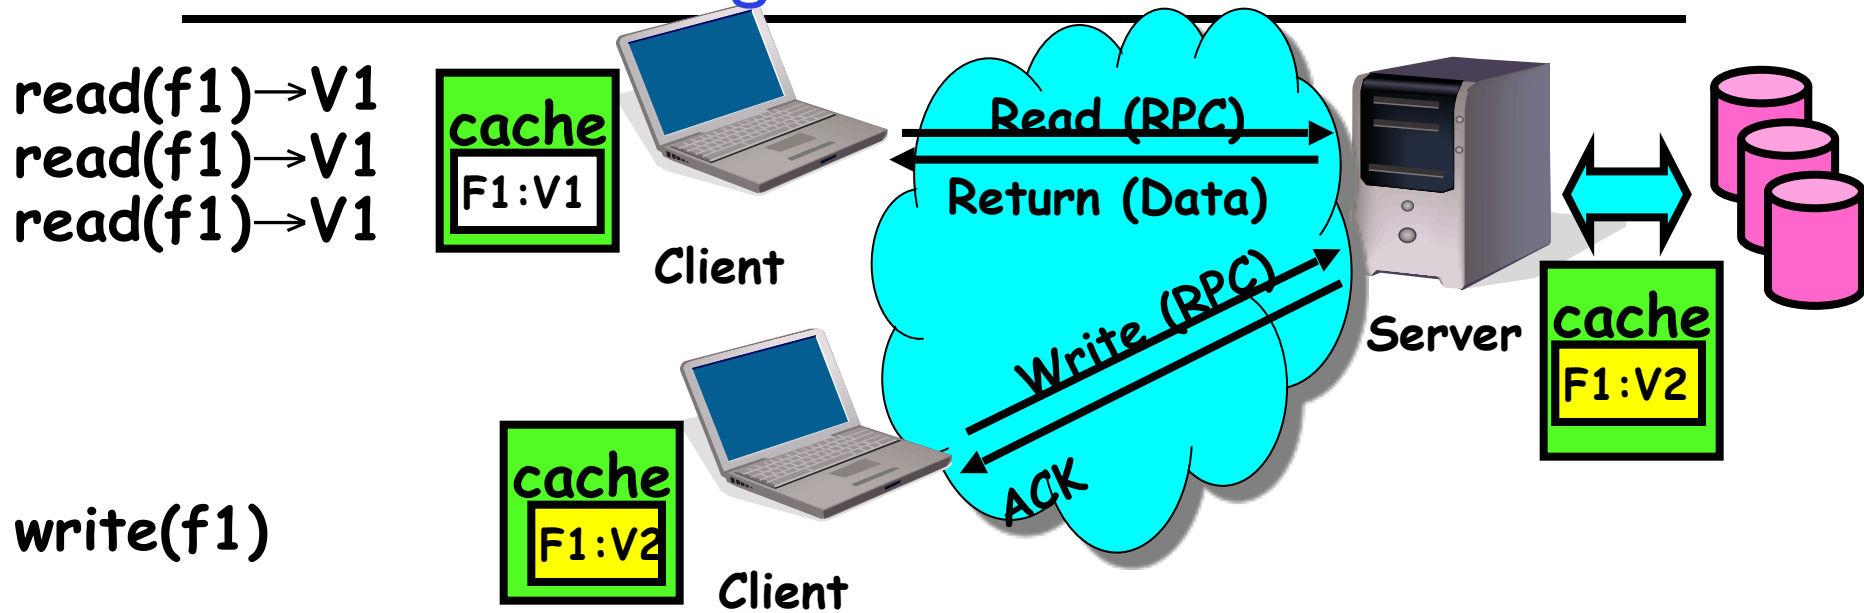 read(f1)→V1
read(f1)→V1
read(f1)→V1
cache
F1:V1
Client
Read (RPC)
Return (Data)
Server
cache
F1:V2
Write (RPC)
ACK
write(f1)
cache
F1:V2
Client